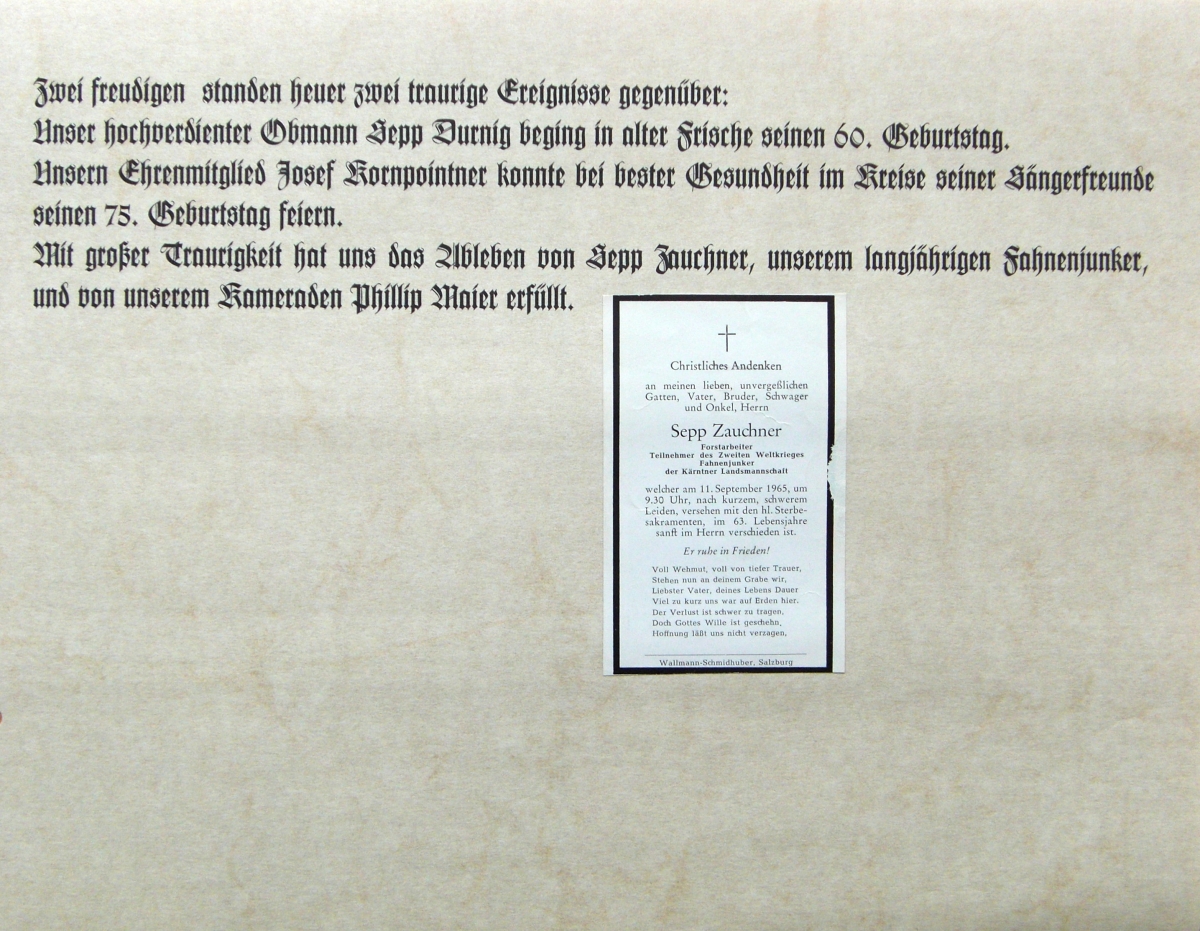 Zwei freudigen standen heuer zwei traurige Ereignisse gegenüber:
Unser hochverdienter Obmann Sepp Durnig beging in alter Frische seinen 60. Geburtstag.
Unsern Ehrenmitglied Josef Kornpointner konnte bei bester Gesundheit im Kreise seiner Sängerfreunde
seinen 75. Geburtstag feiern.
Mit großer Traurigkeit hat uns das Ableben von Sepp Zauchner, unserem langjährigen Fahnenjunker,
und von unserem Kameraden Phillip Maier erfüllt.
Christliches Andenken
an meinen lieben, unvergeßlichen
Gatten, Vater, Bruder, Schwager
und Onkel, Herrn
Sepp Zauchner
Forstarbeiter
Teilnehmer des Zweiten Weltkrieges
Fahnenjunker
der Kärntner Landsmannschaft
welcher am 11. September 1965, um
9.30 Uhr, nach kurzem, schwerem
Leiden, versehen mit den hl. Sterbe-
sakramenten, im 63. Lebensjahre
sanft im Herrn verschieden ist.
Er ruhe in Frieden!
Voll Wehmut, voll von tiefer Trauer,
Stehen nun an deinem Grabe wir,
Liebster Vater, deines Lebens Dauer
Viel zu kurz uns war auf Erden hier.
Der Verlust ist schwer zu tragen,
Doch Gottes Wille ist geschehn,
Hoffnung läßt uns nicht verzagen,
Wallmann-Schmidhuber, Salzburg